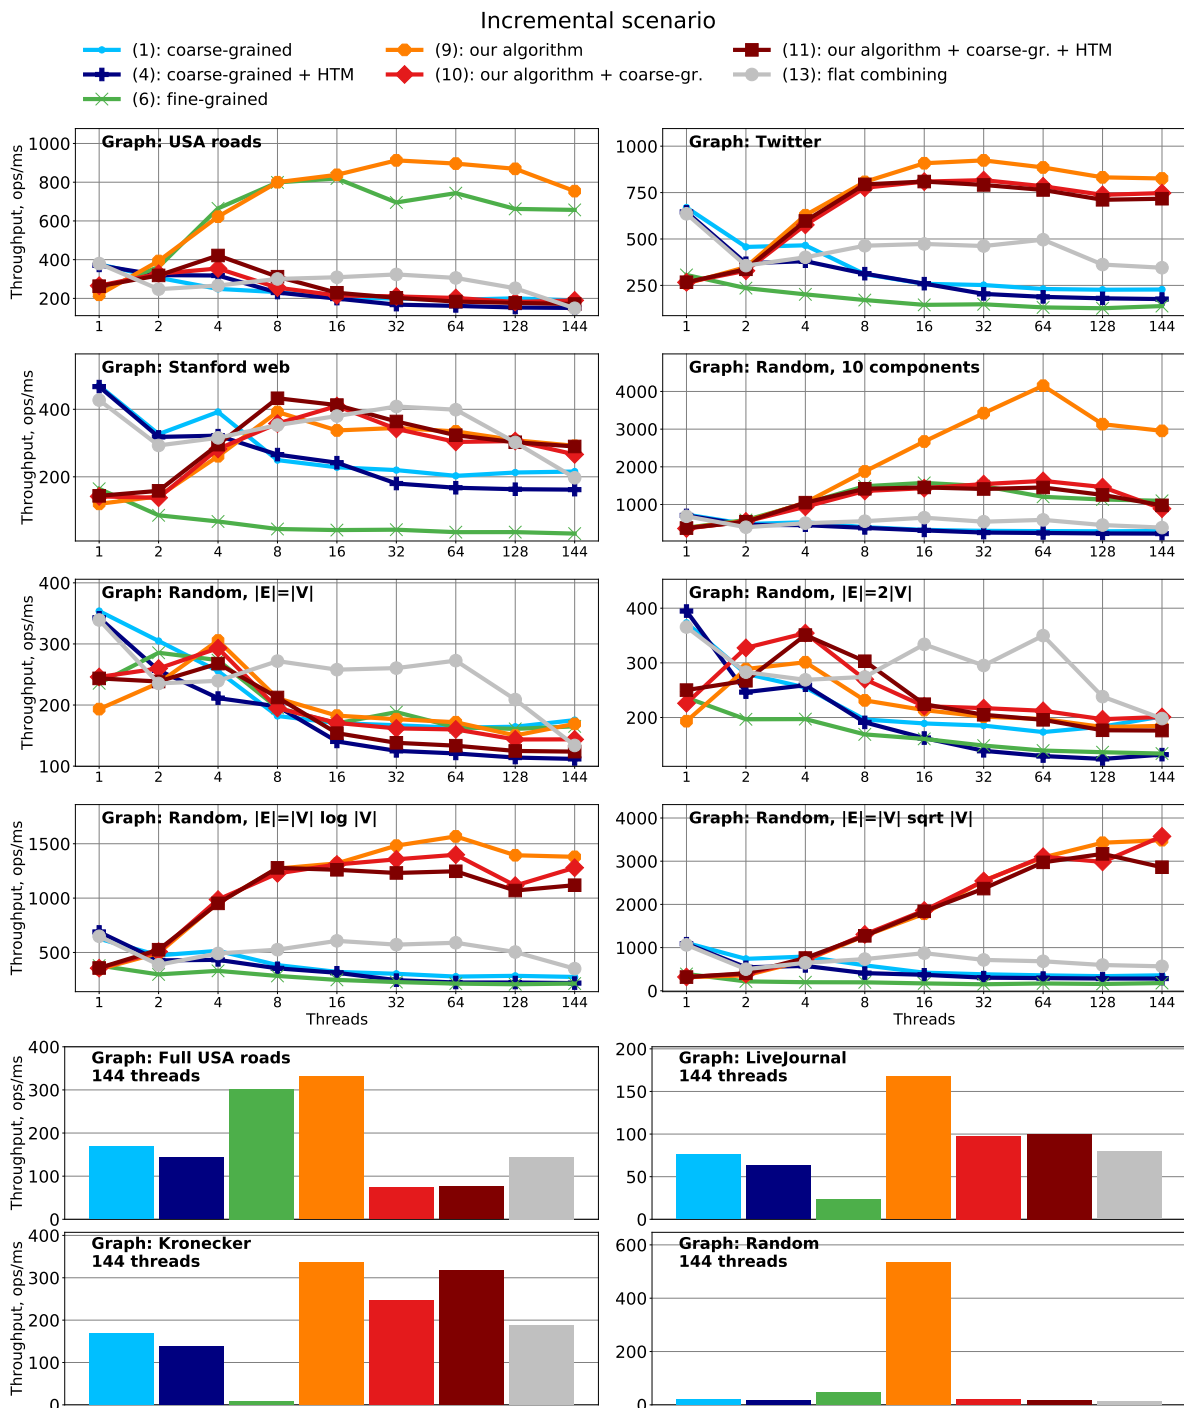 Incremental scenario
(1): coarse-grained
(9): our algorithm
(11): our algorithm + coarse-gr. + HTM
(4): coarse-grained + HTM
(10): our algorithm + coarse-gr.
(13): flat combining
(6): fine-grained
Graph: USA roads
Throughput, ops/ms
1000
800
600
400
200
1 2 4 8 16 32 64 128 144
Graph: Twitter
1000
750
500
250
1 2 4 8 16 32 64 128 144
Graph: Stanford web
Throughput, ops/ms
400
200
1 2 4 8 16 32 64 128 144
Graph: Random, 10 components
4000
3000
2000
1000
1 2 4 8 16 32 64 128 144
Graph: Random, |E|=|V|
Throughput, ops/ms
400
300
200
100
1 2 4 8 16 32 64 128 144
Graph: Random, |E|=2|V|
400
300
200
1 2 4 8 16 32 64 128 144
Graph: Random, |E|=|V| log |V|
Throughput, ops/ms
1500
1000
500
1 2 4 8 16 32 64 128 144
Threads
Graph: Random, |E|=|V| sqrt |V|
4000
3000
2000
1000
0
1 2 4 8 16 32 64 128 144
Threads
Graph: Full USA roads
144 threads
Throughput, ops/ms
400
300
200
100
0
Graph: LiveJournal
144 threads
200
150
100
50
0
Graph: Kronecker
144 threads
Throughput, ops/ms
400
300
200
100
0
Graph: Random
144 threads
600
400
200
0